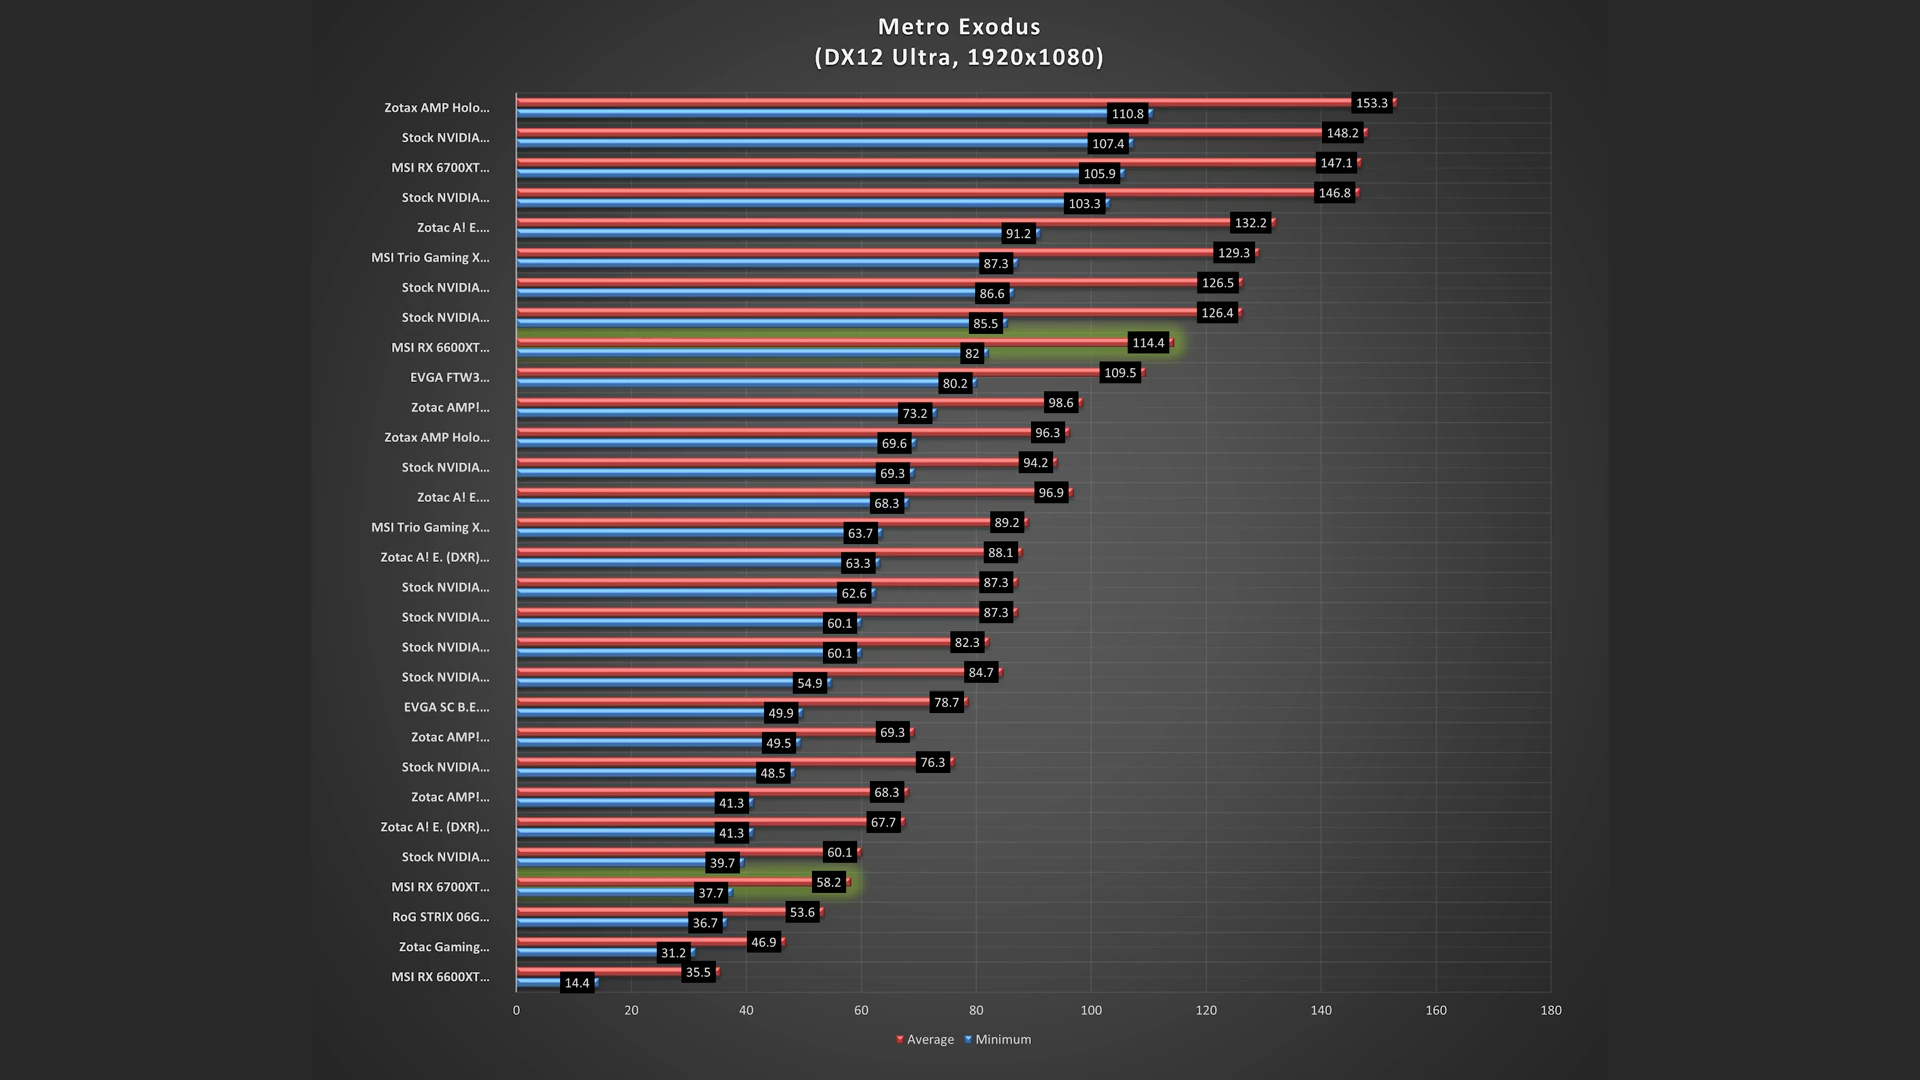 Metro Exodus
(DX12 Ultra, 1920x1080)
Zotax AMP Holo... 153.3
110.8
Stock NVIDIA... 148.2
107.4
MSI RX 6700XT... 147.1
105.9
Stock NVIDIA... 146.8
103.3
Zotac A! E.... 132.2
91.2
MSI Trio Gaming X... 129.3
87.3
Stock NVIDIA... 126.5
86.6
Stock NVIDIA... 126.4
85.5
MSI RX 6600XT... 114.4
82
EVGA FTW3... 109.5
80.2
Zotac AMP!... 98.6
73.2
Zotax AMP Holo... 96.3
69.6
Stock NVIDIA... 94.2
69.3
Zotac A! E.... 96.9
68.3
MSI Trio Gaming X... 89.2
63.7
Zotac A! E. (DXR)... 88.1
63.3
Stock NVIDIA... 87.3
62.6
Stock NVIDIA... 87.3
60.1
Stock NVIDIA... 82.3
60.1
Stock NVIDIA... 84.7
54.9
EVGA SC B.E.... 78.7
49.9
Zotac AMP!... 69.3
49.5
Stock NVIDIA... 76.3
48.5
Zotac AMP!... 68.3
41.3
Zotac A! E. (DXR)... 67.7
41.3
Stock NVIDIA... 60.1
39.7
MSI RX 6700XT... 58.2
37.7
RoG STRIX 06G... 53.6
36.7
Zotac Gaming... 46.9
31.2
MSI RX 6600XT... 35.5
14.4
0 20 40 60 80 100 120 140 160 180
Average Minimum